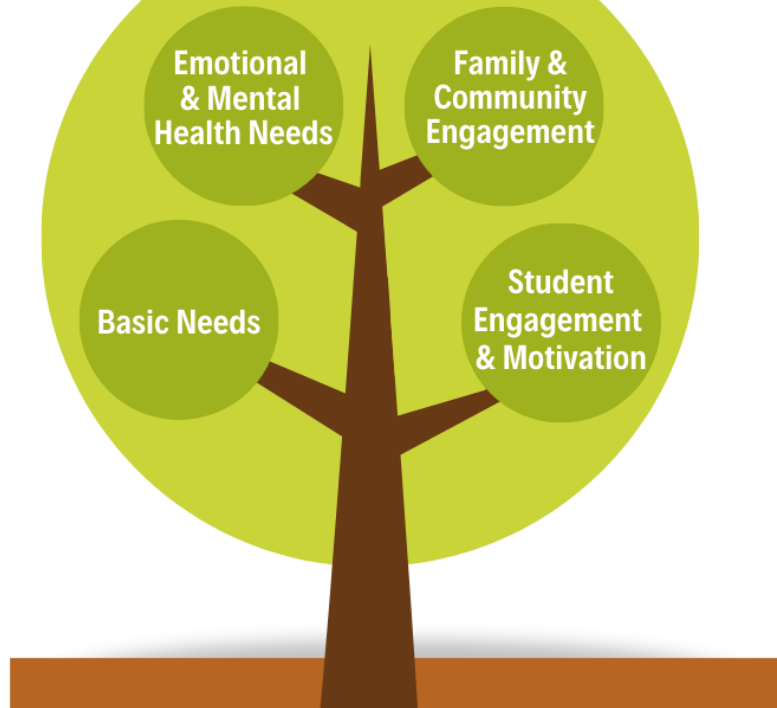 Emotional
& Mental
Health Needs
Family &
Community
Engagement
Basic Needs
Student
Engagement
& Motivation